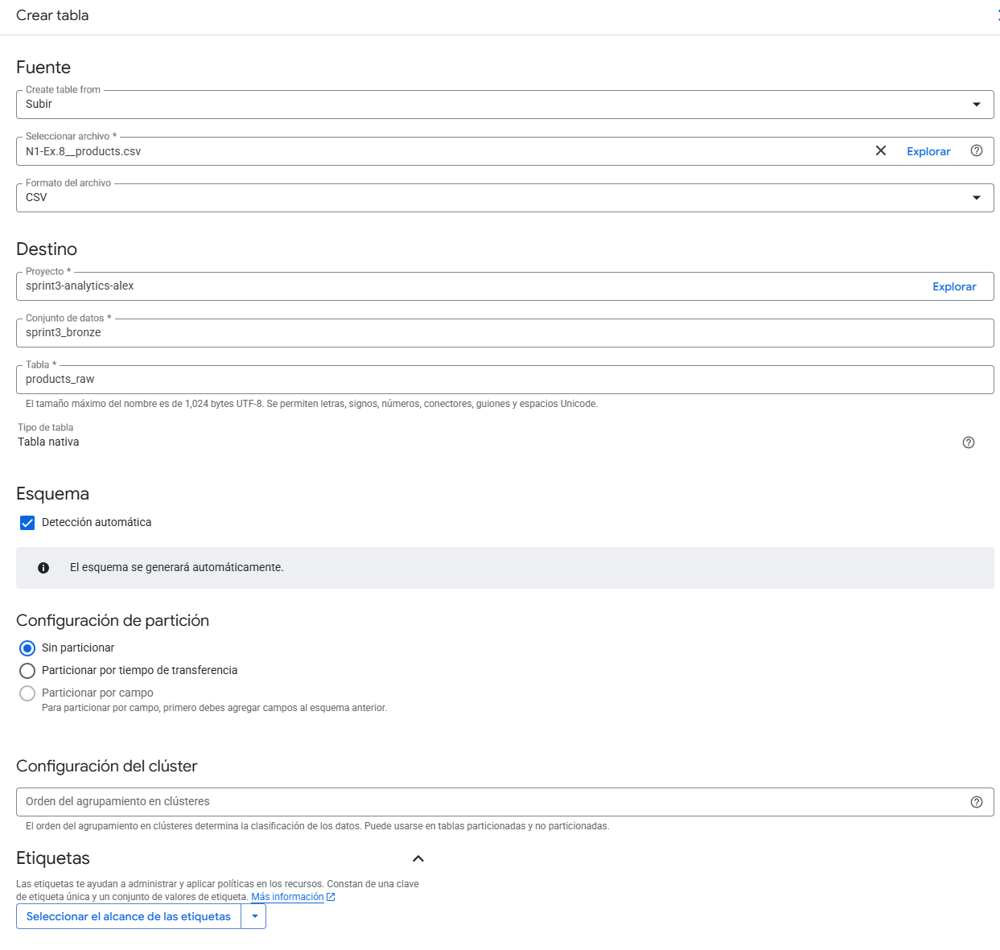 Crear tabla
Fuente
Create table from
Subir
Seleccionar archivo *
N1-Ex.8__products.csv
Explorar
Formato del archivo
CSV
Destino
Proyecto *
sprint3-analytics-alex
Explorar
Conjunto de datos *
sprint3_bronze
Tabla *
products_raw
El tamaño máximo del nombre es de 1,024 bytes UTF-8. Se permiten letras, signos, números, conectores, guiones y espacios Unicode.
Tipo de tabla
Tabla nativa
Esquema
Detección automática
El esquema se generará automáticamente.
Configuración de partición
Sin particionar
Particionar por tiempo de transferencia
Particionar por campo
Para particionar por campo, primero debes agregar campos al esquema anterior.
Configuración del clúster
Orden del agrupamiento en clústeres
El orden del agrupamiento en clústeres determina la clasificación de los datos. Puede usarse en tablas particionadas y no particionadas.
Etiquetas
Las etiquetas te ayudan a administrar y aplicar políticas en los recursos. Constan de una clave
de etiqueta única y un conjunto de valores de etiqueta. Más información
Seleccionar el alcance de las etiquetas